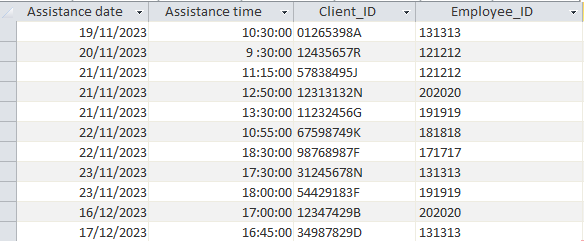 Assistance date Assistance time Client_ID Employee_ID
19/11/2023 10:30:00 01265398A 131313
20/11/2023 9 :30:00 12435657R 121212
21/11/2023 11:15:00 57838495J 121212
21/11/2023 12:50:00 12313132N 202020
21/11/2023 13:30:00 11232456G 191919
22/11/2023 10:55:00 67598749K 181818
22/11/2023 18:30:00 98768987F 171717
23/11/2023 17:30:00 31245678N 131313
23/11/2023 18:00:00 54429183F 191919
16/12/2023 17:00:00 12347429B 202020
17/12/2023 16:45:00 34987829D 131313